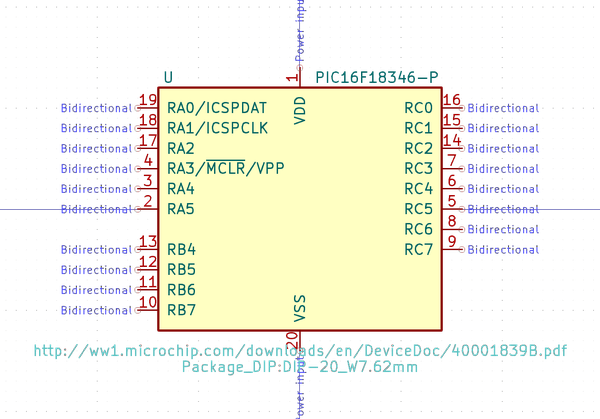 Power input
U PIC16F18346-P
1
VDD
Bidirectional 19 RA0/ICSPDAT RC0 16 Bidirectional
Bidirectional 18 RA1/ICSPCLK RC1 15 Bidirectional
Bidirectional 17 RA2 RC2 14 Bidirectional
Bidirectional 4 RA3/MCLR/VPP RC3 7 Bidirectional
Bidirectional 3 RA4 RC4 6 Bidirectional
Bidirectional 2 RA5 RC5 5 Bidirectional
RC6 8 Bidirectional
Bidirectional 13 RB4 RC7 9 Bidirectional
Bidirectional 12 RB5
Bidirectional 11 RB6
Bidirectional 10 RB7
VSS
20
http://ww1.microchip.com/downloads/en/DeviceDoc/40001839B.pdf
Package_DIP:DIP-20_W7.62mm
Power input